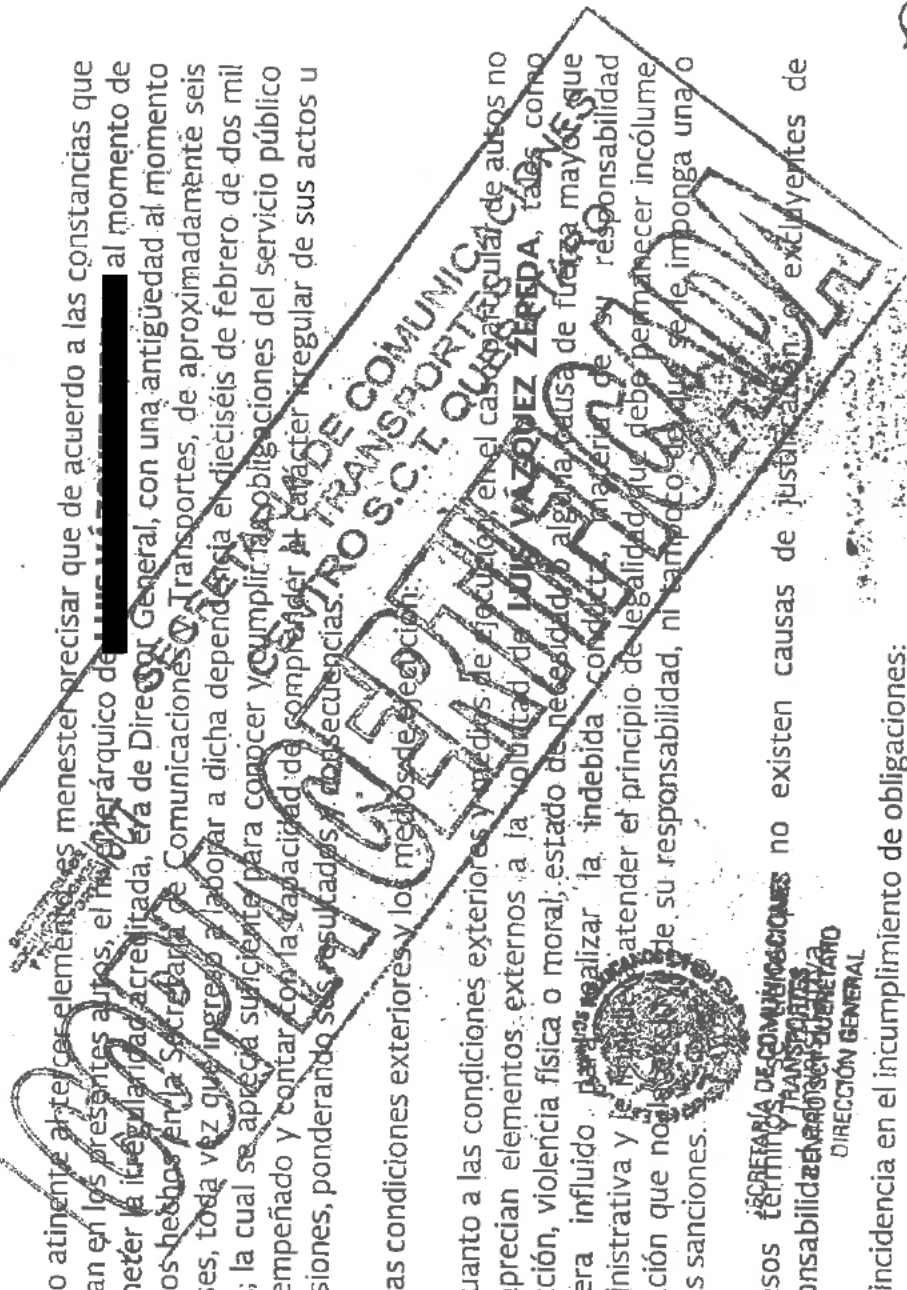 o atinente al tercer elemento es menester precisar que de acuerdo a las constancias que
an en los presentes autos, el nivel jerárquico de al momento de
meter la irregularidad acreditada, era de Director General, con una antigüedad al momento
os hechos en la Secretaría de Comunicaciones y Transportes, de aproximadamente seis
ses, toda vez que ingresó a laborar a dicha dependencia el dieciséis de febrero de dos mil
; la cual se aprecia suficiente para conocer y cumplir las obligaciones del servicio público
empeñado y contar con la capacidad de comprender el carácter irregular de sus actos u
siones, ponderando sus resultados y consecuencias.
as condiciones exteriores y los medios de ejecución:
uanto a las condiciones exteriores y medios de ejecución, en el caso particular de autos no
precian elementos externos a la voluntad de LUIS VÁZQUEZ ZEPEDA, tales como
cción, violencia física o moral, estado de necesidad o alguna causa de fuerza mayor que
era influido para realizar la indebida conducta, materia de su responsabilidad
inistrativa y le atender el principio de legalidad que debe permanecer incólume
ción que no de su responsabilidad, ni tampoco de que se le imponga una o
s sanciones.
sos términos, no existen causas de justificación o excluyentes de
onsabilidad
incidencia en el incumplimiento de obligaciones:
COPIA CERTIFICADA
SECRETARÍA DE COMUNICACIONES
Y TRANSPORTES
CENTRO S.C.T. QUERÉTARO
SECRETARÍA DE COMUNICACIONES
Y TRANSPORTES
CENTRO SCT QUERÉTARO
DIRECCIÓN GENERAL